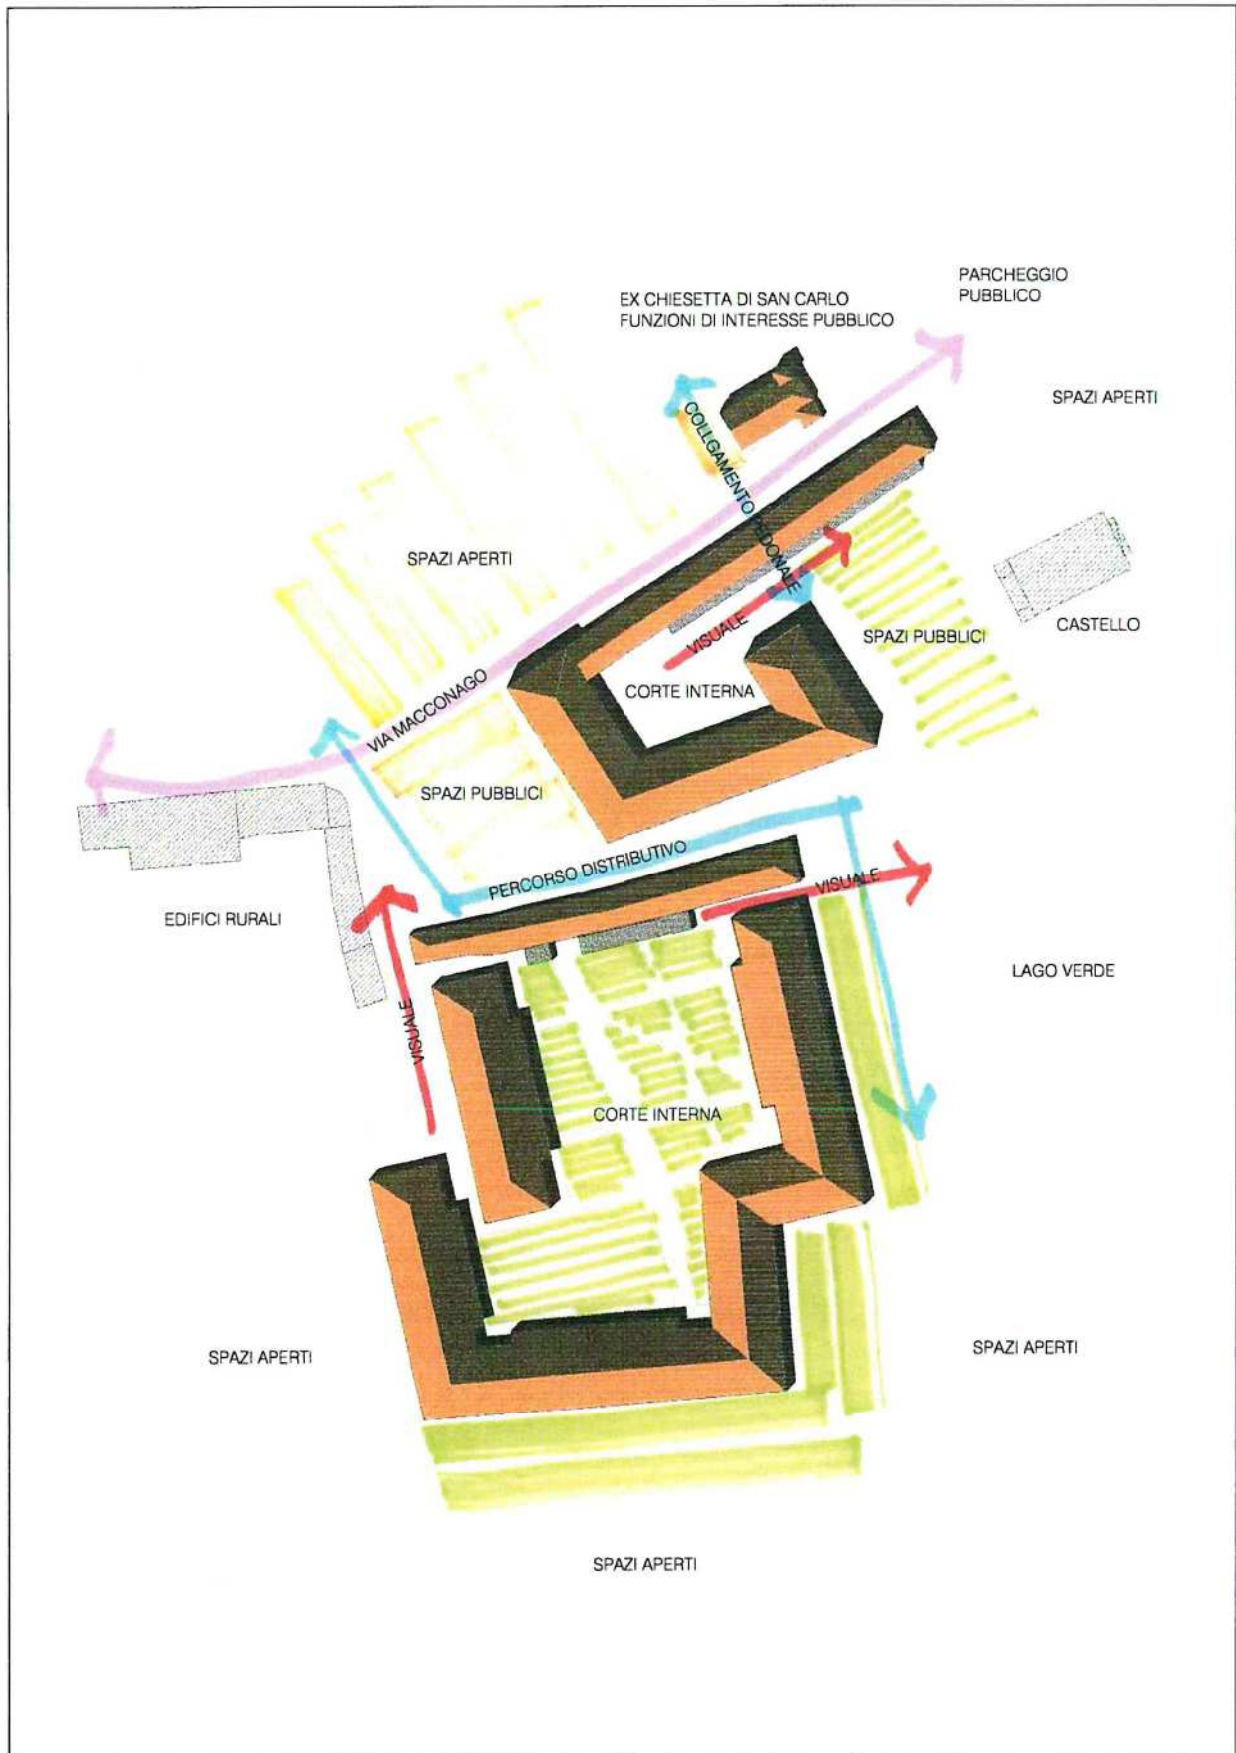 PARCHEGGIO
PUBBLICO
EX CHIESETTA DI SAN CARLO
FUNZIONI DI INTERESSE PUBBLICO
SPAZI APERTI
COLLGAMENTO PEDONALE
SPAZI APERTI
CASTELLO
SPAZI PUBBLICI
VISUALE
CORTE INTERNA
VIA MACCONAGO
SPAZI PUBBLICI
PERCORSO DISTRIBUTIVO
VISUALE
EDIFICI RURALI
LAGO VERDE
VISUALE
CORTE INTERNA
SPAZI APERTI
SPAZI APERTI
SPAZI APERTI